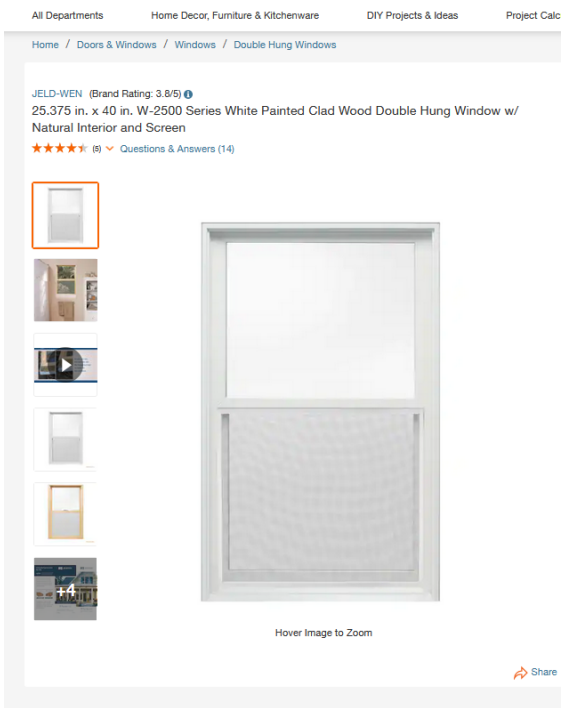 All Departments
Home Decor, Furniture & Kitchenware
DIY Projects & Ideas
Project Calc
Home / Doors & Windows / Windows / Double Hung Windows
JELD-WEN (Brand Rating: 3.8/5)
25.375 in. x 40 in. W-2500 Series White Painted Clad Wood Double Hung Window w/
Natural Interior and Screen
(5)
Questions & Answers (14)
+4
Hover Image to Zoom
Share